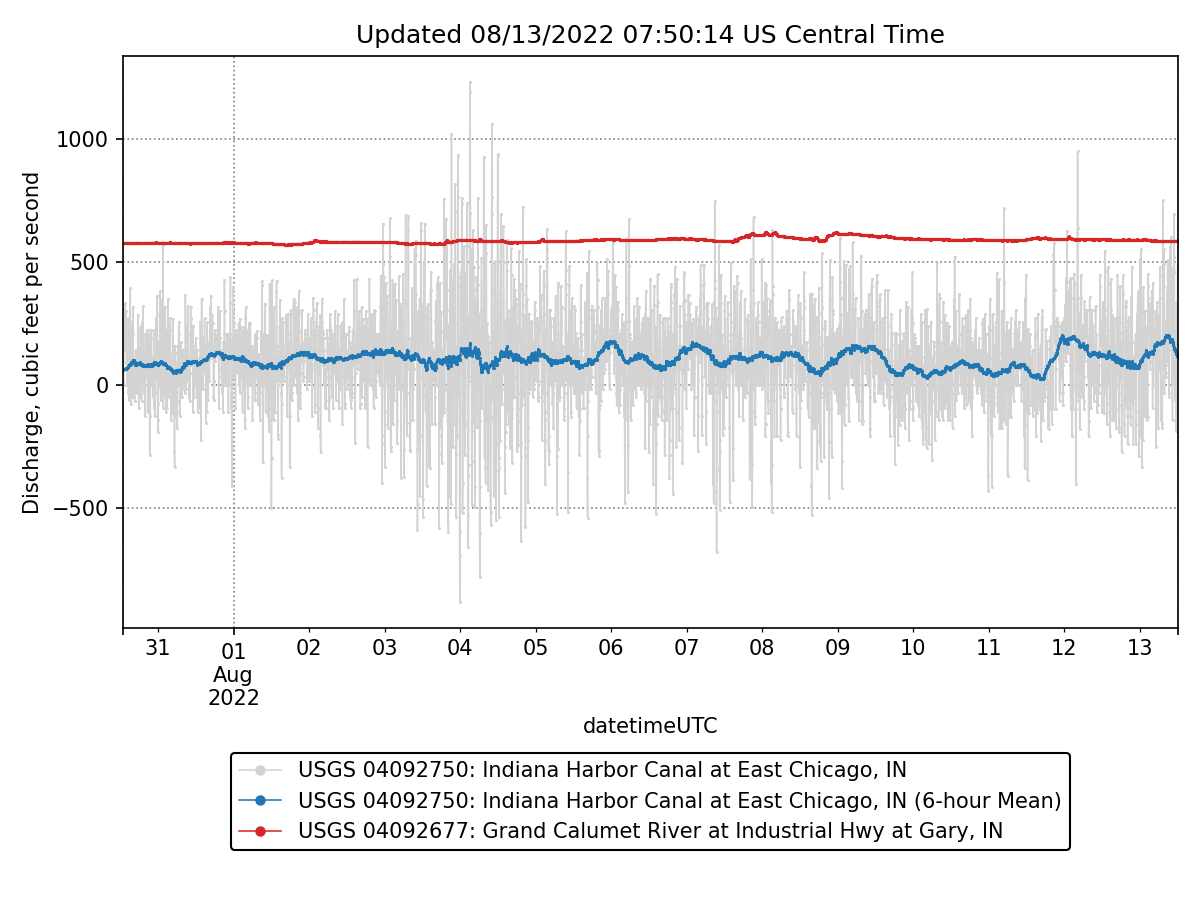 Updated 08/13/2022 07:50:14 US Central Time
Discharge, cubic feet per second
1000
500
0
−500
31
01
Aug
2022
02
03
04
05
06
07
08
09
10
11
12
13
datetimeUTC
USGS 04092750: Indiana Harbor Canal at East Chicago, IN
USGS 04092750: Indiana Harbor Canal at East Chicago, IN (6-hour Mean)
USGS 04092677: Grand Calumet River at Industrial Hwy at Gary, IN